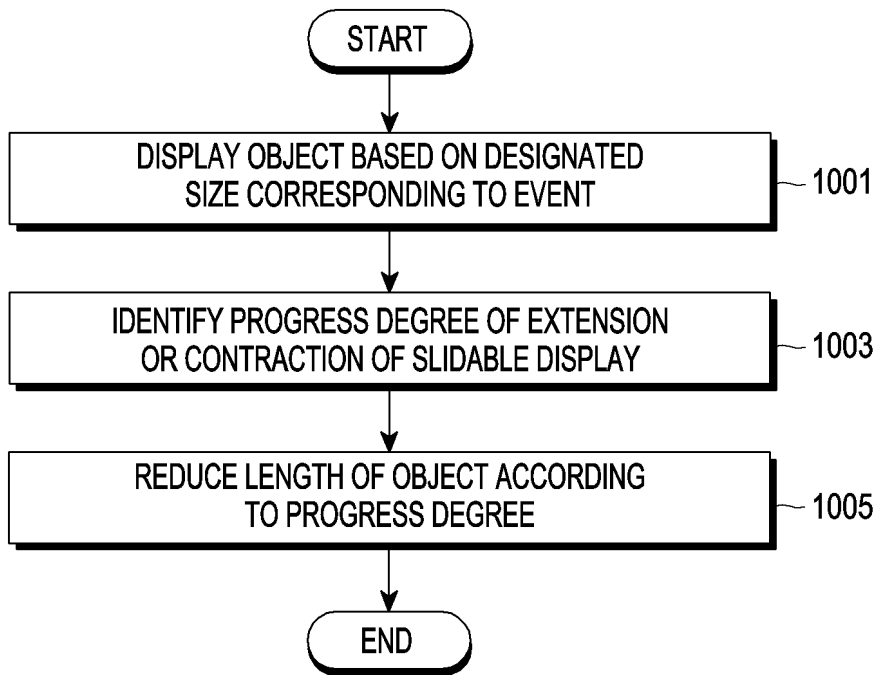 START
DISPLAY OBJECT BASED ON DESIGNATED
SIZE CORRESPONDING TO EVENT
1001
IDENTIFY PROGRESS DEGREE OF EXTENSION
OR CONTRACTION OF SLIDABLE DISPLAY
1003
REDUCE LENGTH OF OBJECT ACCORDING
TO PROGRESS DEGREE
1005
END